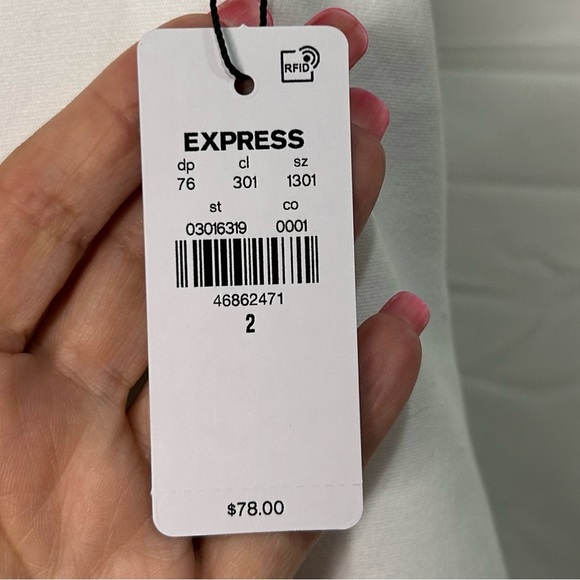 RFID
EXPRESS
dp cl sz
76 301 1301
st co
03016319 0001
46862471
2
$78.00